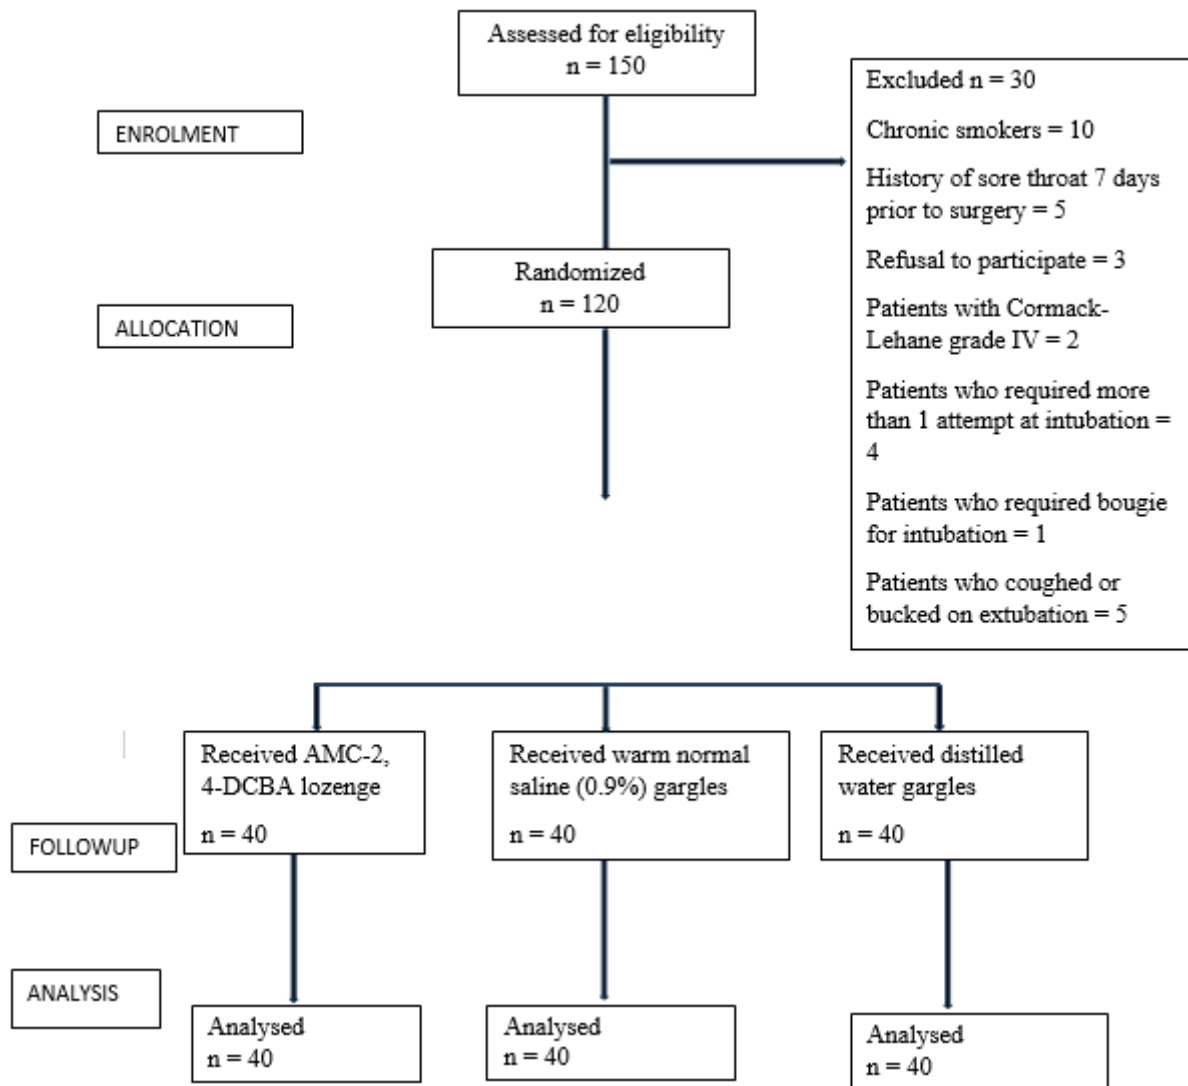 Assessed for eligibility
n = 150
Excluded n = 30
Chronic smokers = 10
History of sore throat 7 days
prior to surgery = 5
Refusal to participate = 3
Patients with Cormack-
Lehane grade IV = 2
Patients who required more
than 1 attempt at intubation =
4
Patients who required bougie
for intubation = 1
Patients who coughed or
bucked on extubation = 5
ENROLMENT
Randomized
n = 120
ALLOCATION
Received AMC-2,
4-DCBA lozenge
n = 40
Received warm normal
saline (0.9%) gargles
n = 40
Received distilled
water gargles
n = 40
FOLLOWUP
ANALYSIS
Analysed
n = 40
Analysed
n = 40
Analysed
n = 40